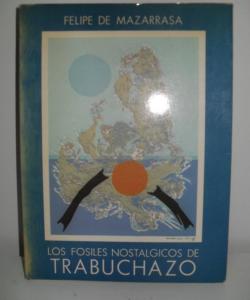 FELIPE DE MAZARRASA
LOS FOSILES NOSTALGICOS DE
TRABUCHAZO